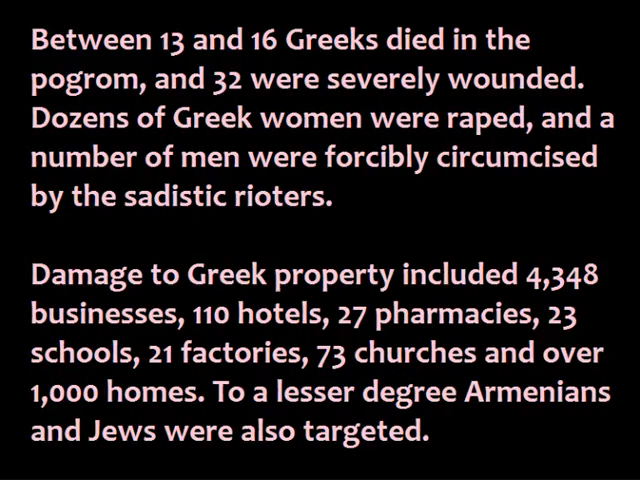 Between 13 and 16 Greeks died in the
pogrom, and 32 were severely wounded.
Dozens of Greek women were raped, and a
number of men were forcibly circumcised
by the sadistic rioters.
Damage to Greek property included 4,348
businesses, 110 hotels, 27 pharmacies, 23
schools, 21 factories, 73 churches and over
1,000 homes. To a lesser degree Armenians
and Jews were also targeted.